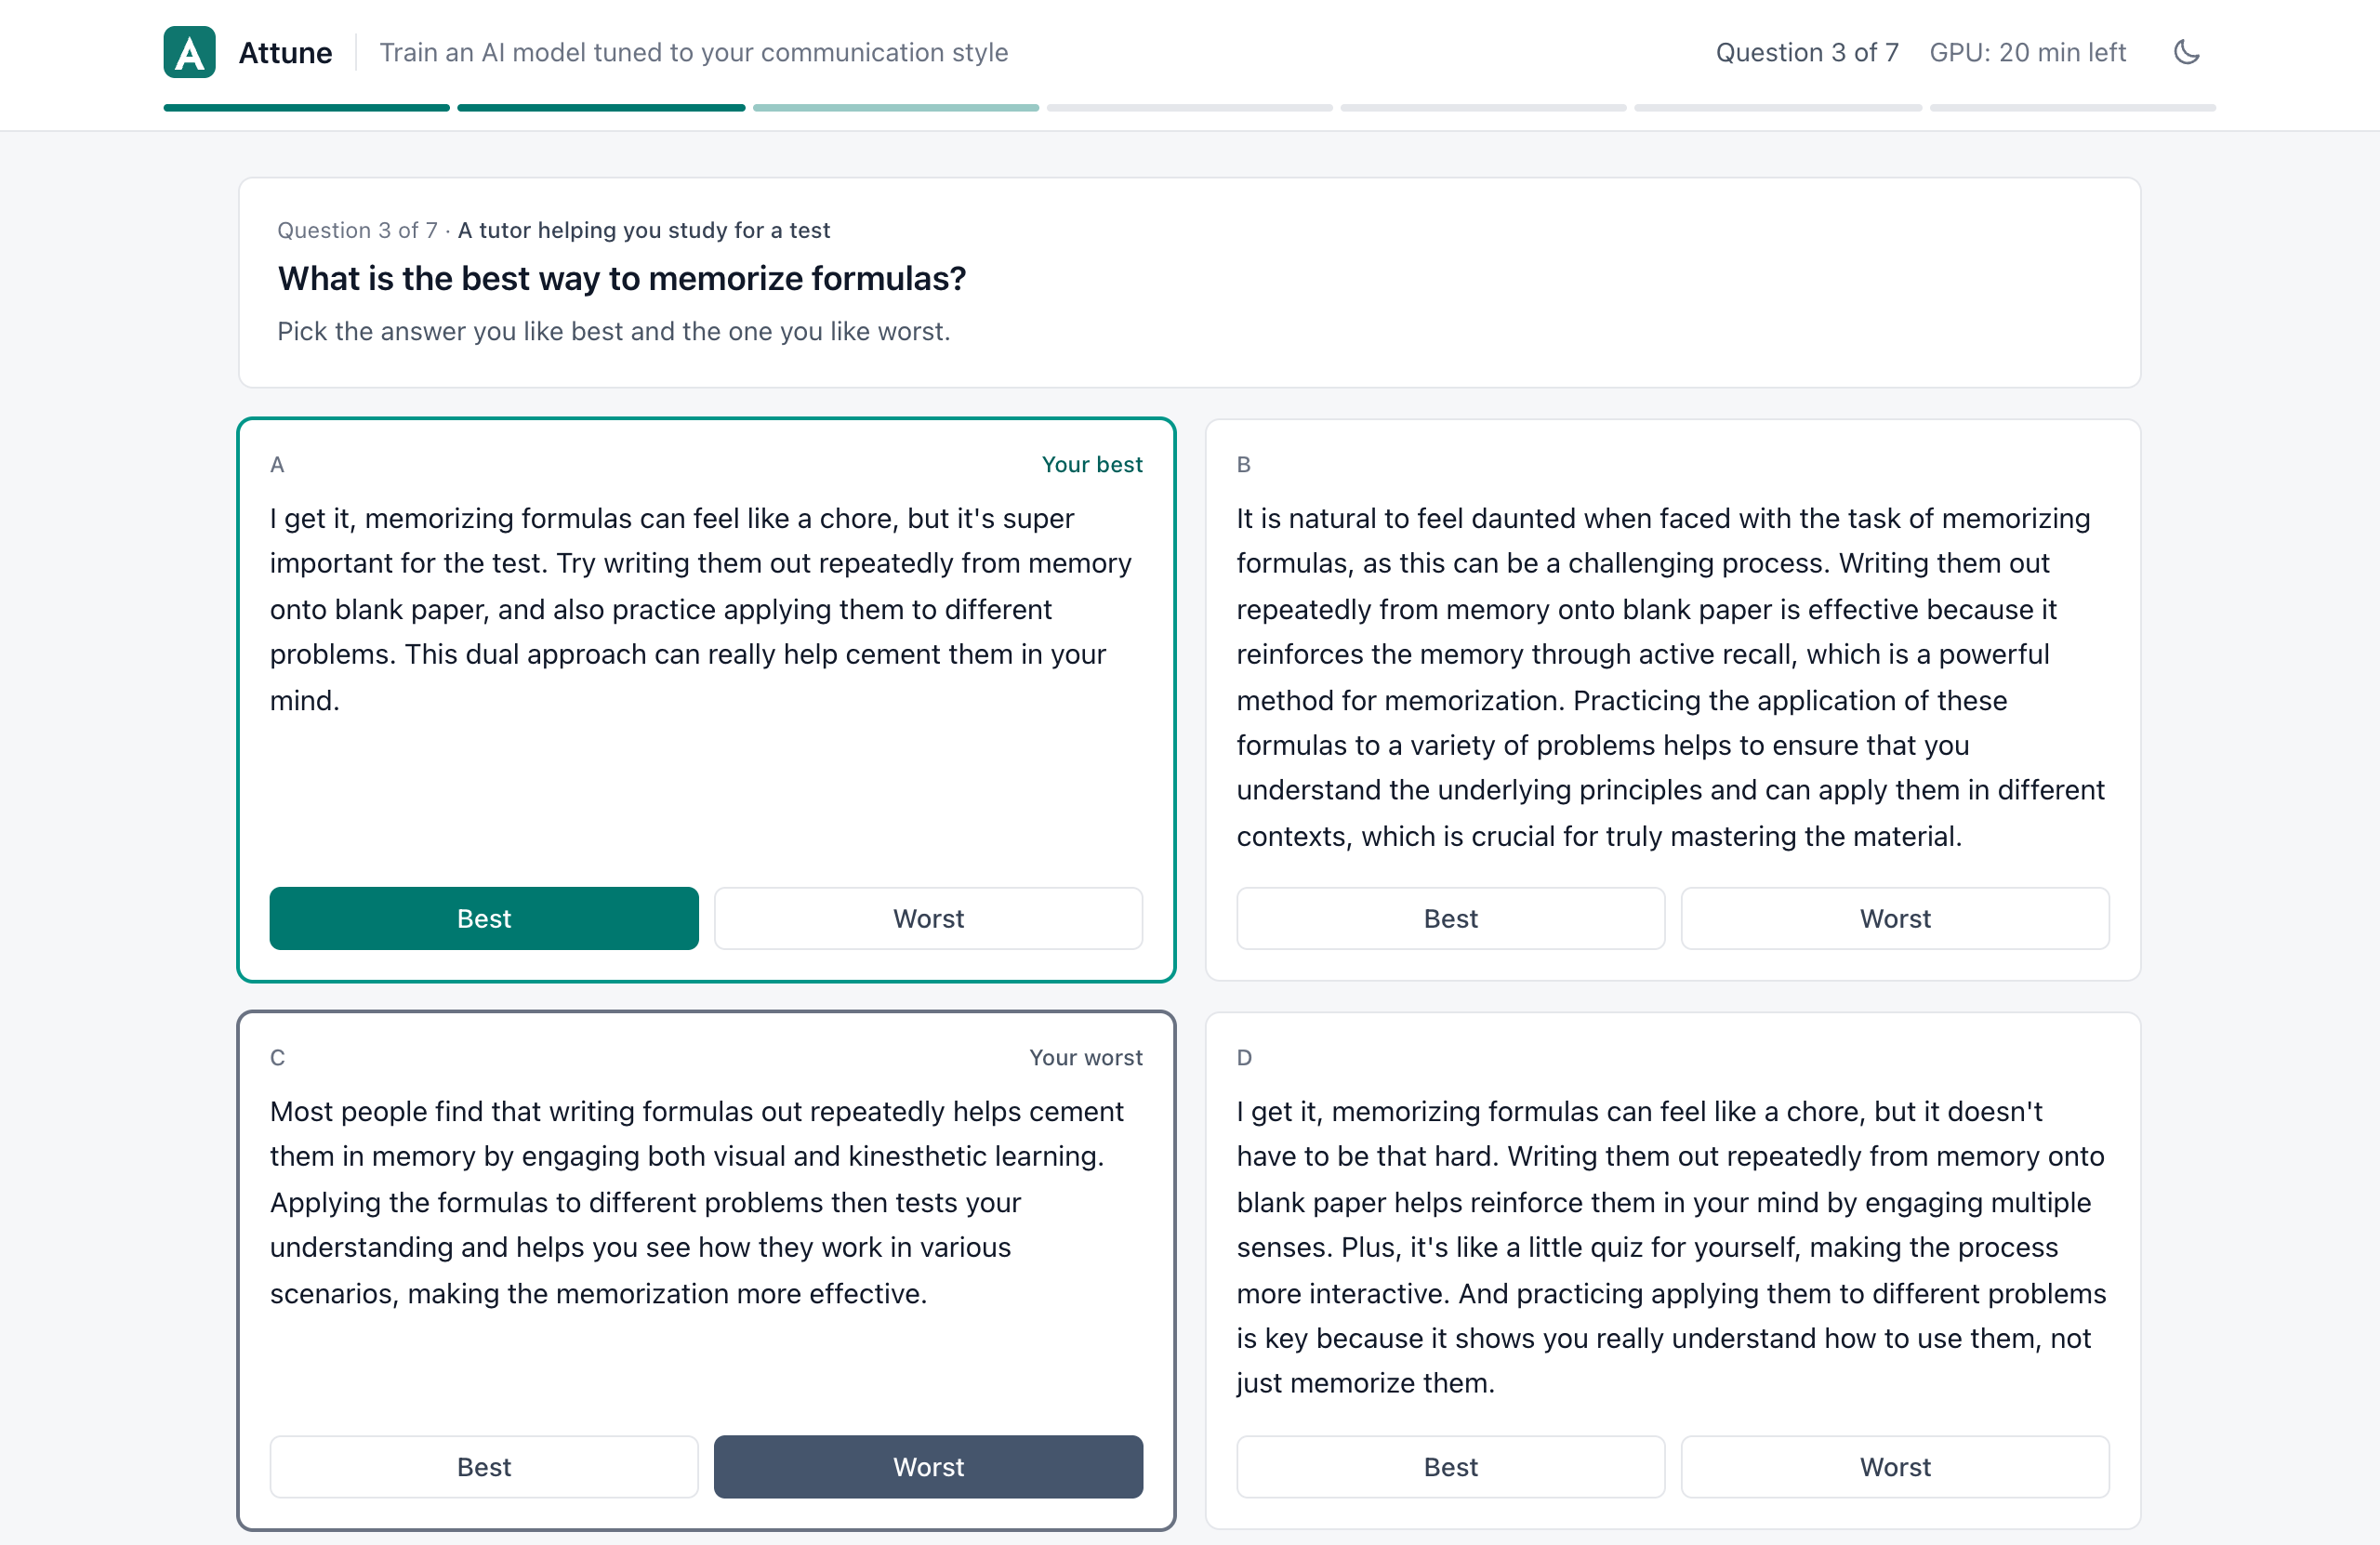 A Attune Train an AI model tuned to your communication style Question 3 of 7 GPU: 20 min left
Question 3 of 7 · A tutor helping you study for a test
What is the best way to memorize formulas?
Pick the answer you like best and the one you like worst.
A Your best
I get it, memorizing formulas can feel like a chore, but it's super
important for the test. Try writing them out repeatedly from memory
onto blank paper, and also practice applying them to different
problems. This dual approach can really help cement them in your
mind.
Best Worst
B
It is natural to feel daunted when faced with the task of memorizing
formulas, as this can be a challenging process. Writing them out
repeatedly from memory onto blank paper is effective because it
reinforces the memory through active recall, which is a powerful
method for memorization. Practicing the application of these
formulas to a variety of problems helps to ensure that you
understand the underlying principles and can apply them in different
contexts, which is crucial for truly mastering the material.
Best Worst
C Your worst
Most people find that writing formulas out repeatedly helps cement
them in memory by engaging both visual and kinesthetic learning.
Applying the formulas to different problems then tests your
understanding and helps you see how they work in various
scenarios, making the memorization more effective.
Best Worst
D
I get it, memorizing formulas can feel like a chore, but it doesn't
have to be that hard. Writing them out repeatedly from memory onto
blank paper helps reinforce them in your mind by engaging multiple
senses. Plus, it's like a little quiz for yourself, making the process
more interactive. And practicing applying them to different problems
is key because it shows you really understand how to use them, not
just memorize them.
Best Worst